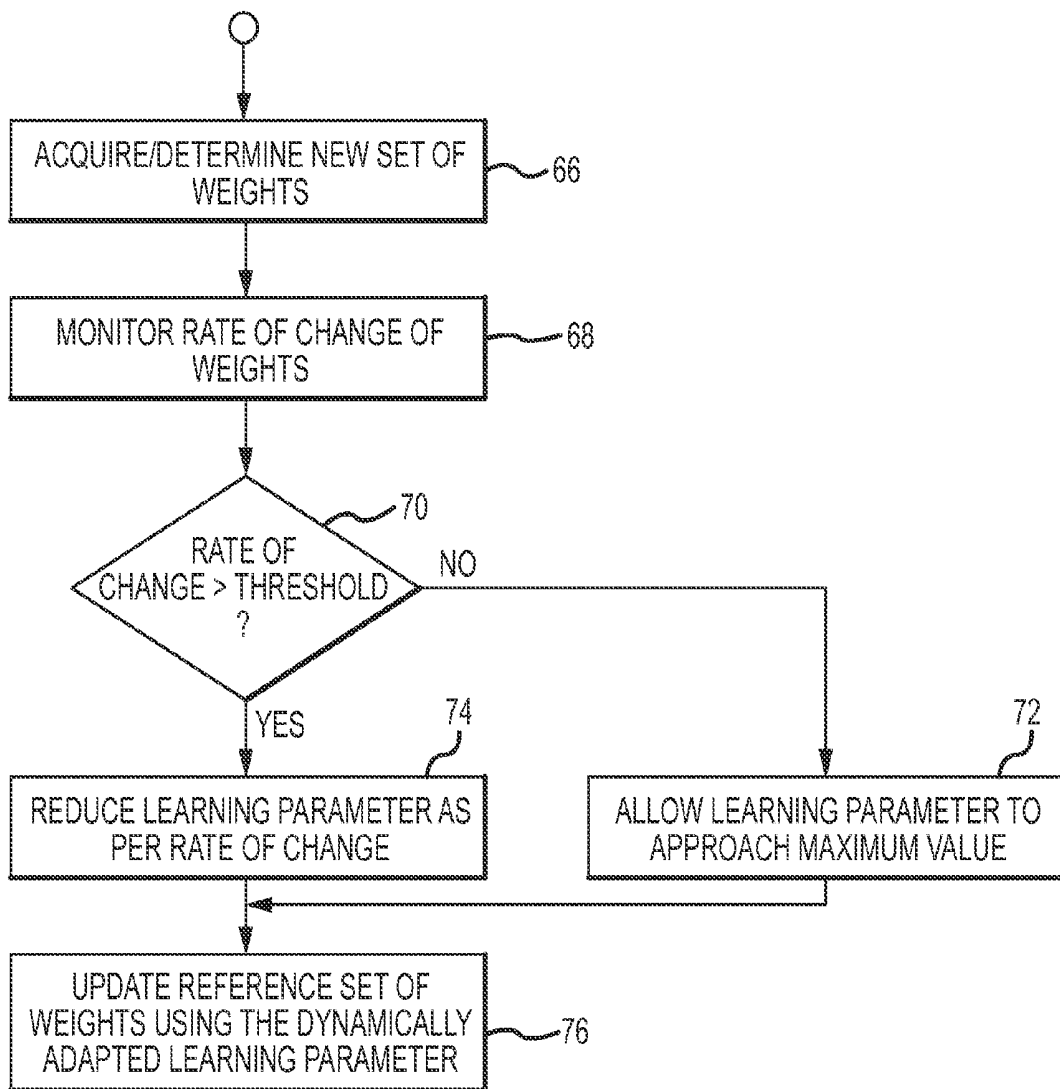 ACQUIRE/DETERMINE NEW SET OF
WEIGHTS
66
MONITOR RATE OF CHANGE OF
WEIGHTS
68
70
RATE OF
CHANGE > THRESHOLD
?
NO
YES
74
72
REDUCE LEARNING PARAMETER AS
PER RATE OF CHANGE
ALLOW LEARNING PARAMETER TO
APPROACH MAXIMUM VALUE
UPDATE REFERENCE SET OF
WEIGHTS USING THE DYNAMICALLY
ADAPTED LEARNING PARAMETER
76